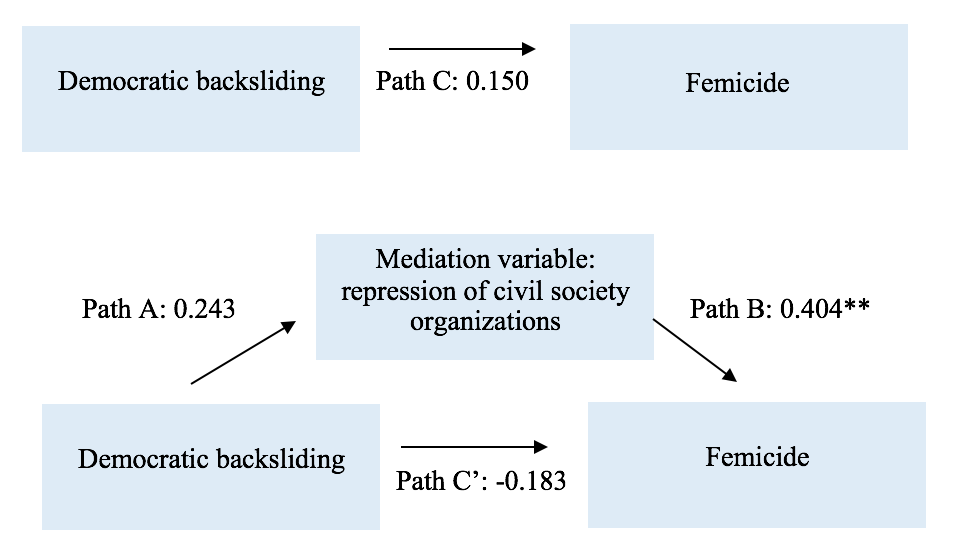 Democratic backsliding
Path C: 0.150
Femicide
Mediation variable:
repression of civil society
organizations
Path A: 0.243
Path B: 0.404**
Democratic backsliding
Path C’: -0.183
Femicide